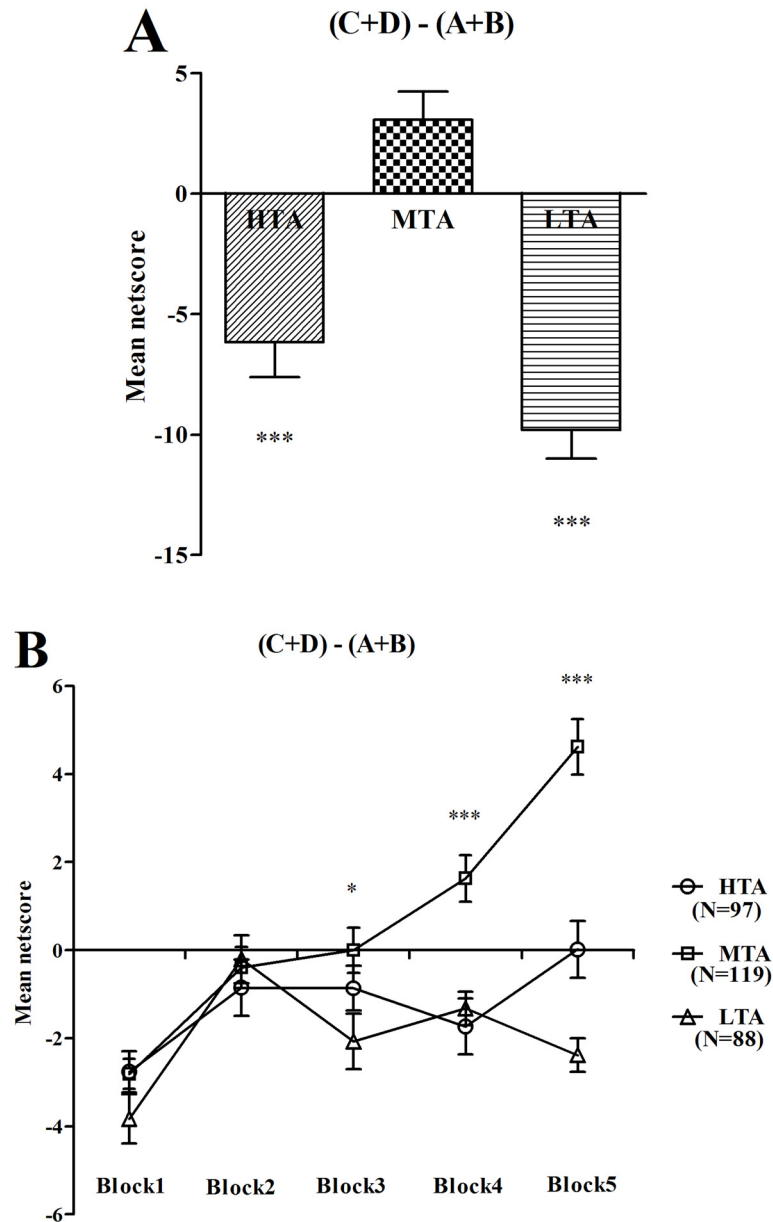 A
(C+D) - (A+B)
Mean netscore
5
0
-5
-10
-15
HTA
MTA
LTA
***
***
B
(C+D) - (A+B)
Mean netscore
6
4
2
0
-2
-4
-6
*
***
***
Block1
Block2
Block3
Block4
Block5
HTA
(N=97)
MTA
(N=119)
LTA
(N=88)